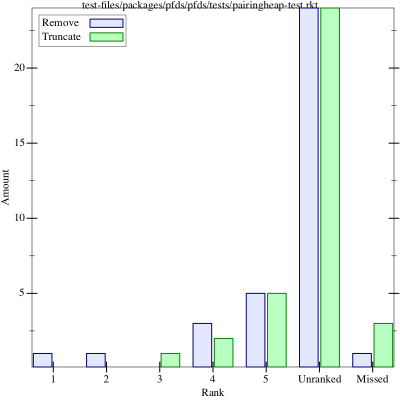 test-files/packages/pfds/pfds/tests/pairingheap-test.rkt
Remove
Truncate
20
15
10
5
Amount
1 2 3 4 5 Unranked Missed
Rank